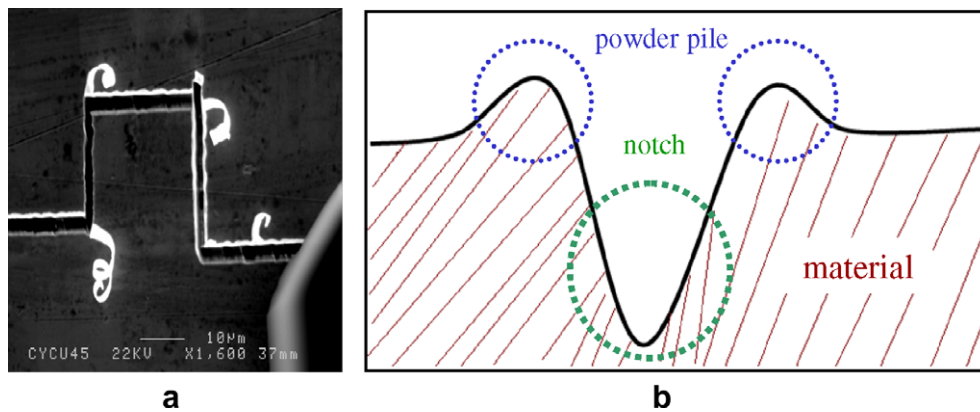 powder pile
notch
material
10µm
CYCU45 22KV X1,600 37mm
a
b